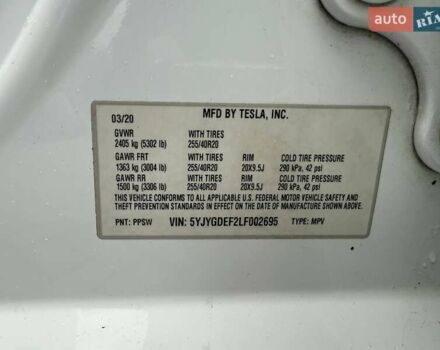 auto RIA
MFD BY TESLA, INC.
03/20
GVWR WITH TIRES
2405 kg (5302 lb) 255/40R20
GAWR FRT WITH TIRES RIM COLD TIRE PRESSURE
1363 kg (3004 lb) 255/40R20 20X9.5J 290 kPa, 42 psi
GAWR RR WITH TIRES RIM COLD TIRE PRESSURE
1500 kg (3306 lb) 255/40R20 20X9.5J 290 kPa, 42 psi
THIS VEHICLE CONFORMS TO ALL APPLICABLE U.S. FEDERAL MOTOR VEHICLE SAFETY AND
THEFT PREVENTION STANDARDS IN EFFECT ON THE DATE OF MANUFACTURE SHOWN ABOVE.
PNT: PPSW VIN: 5YJYGDEF2LF002695 TYPE: MPV